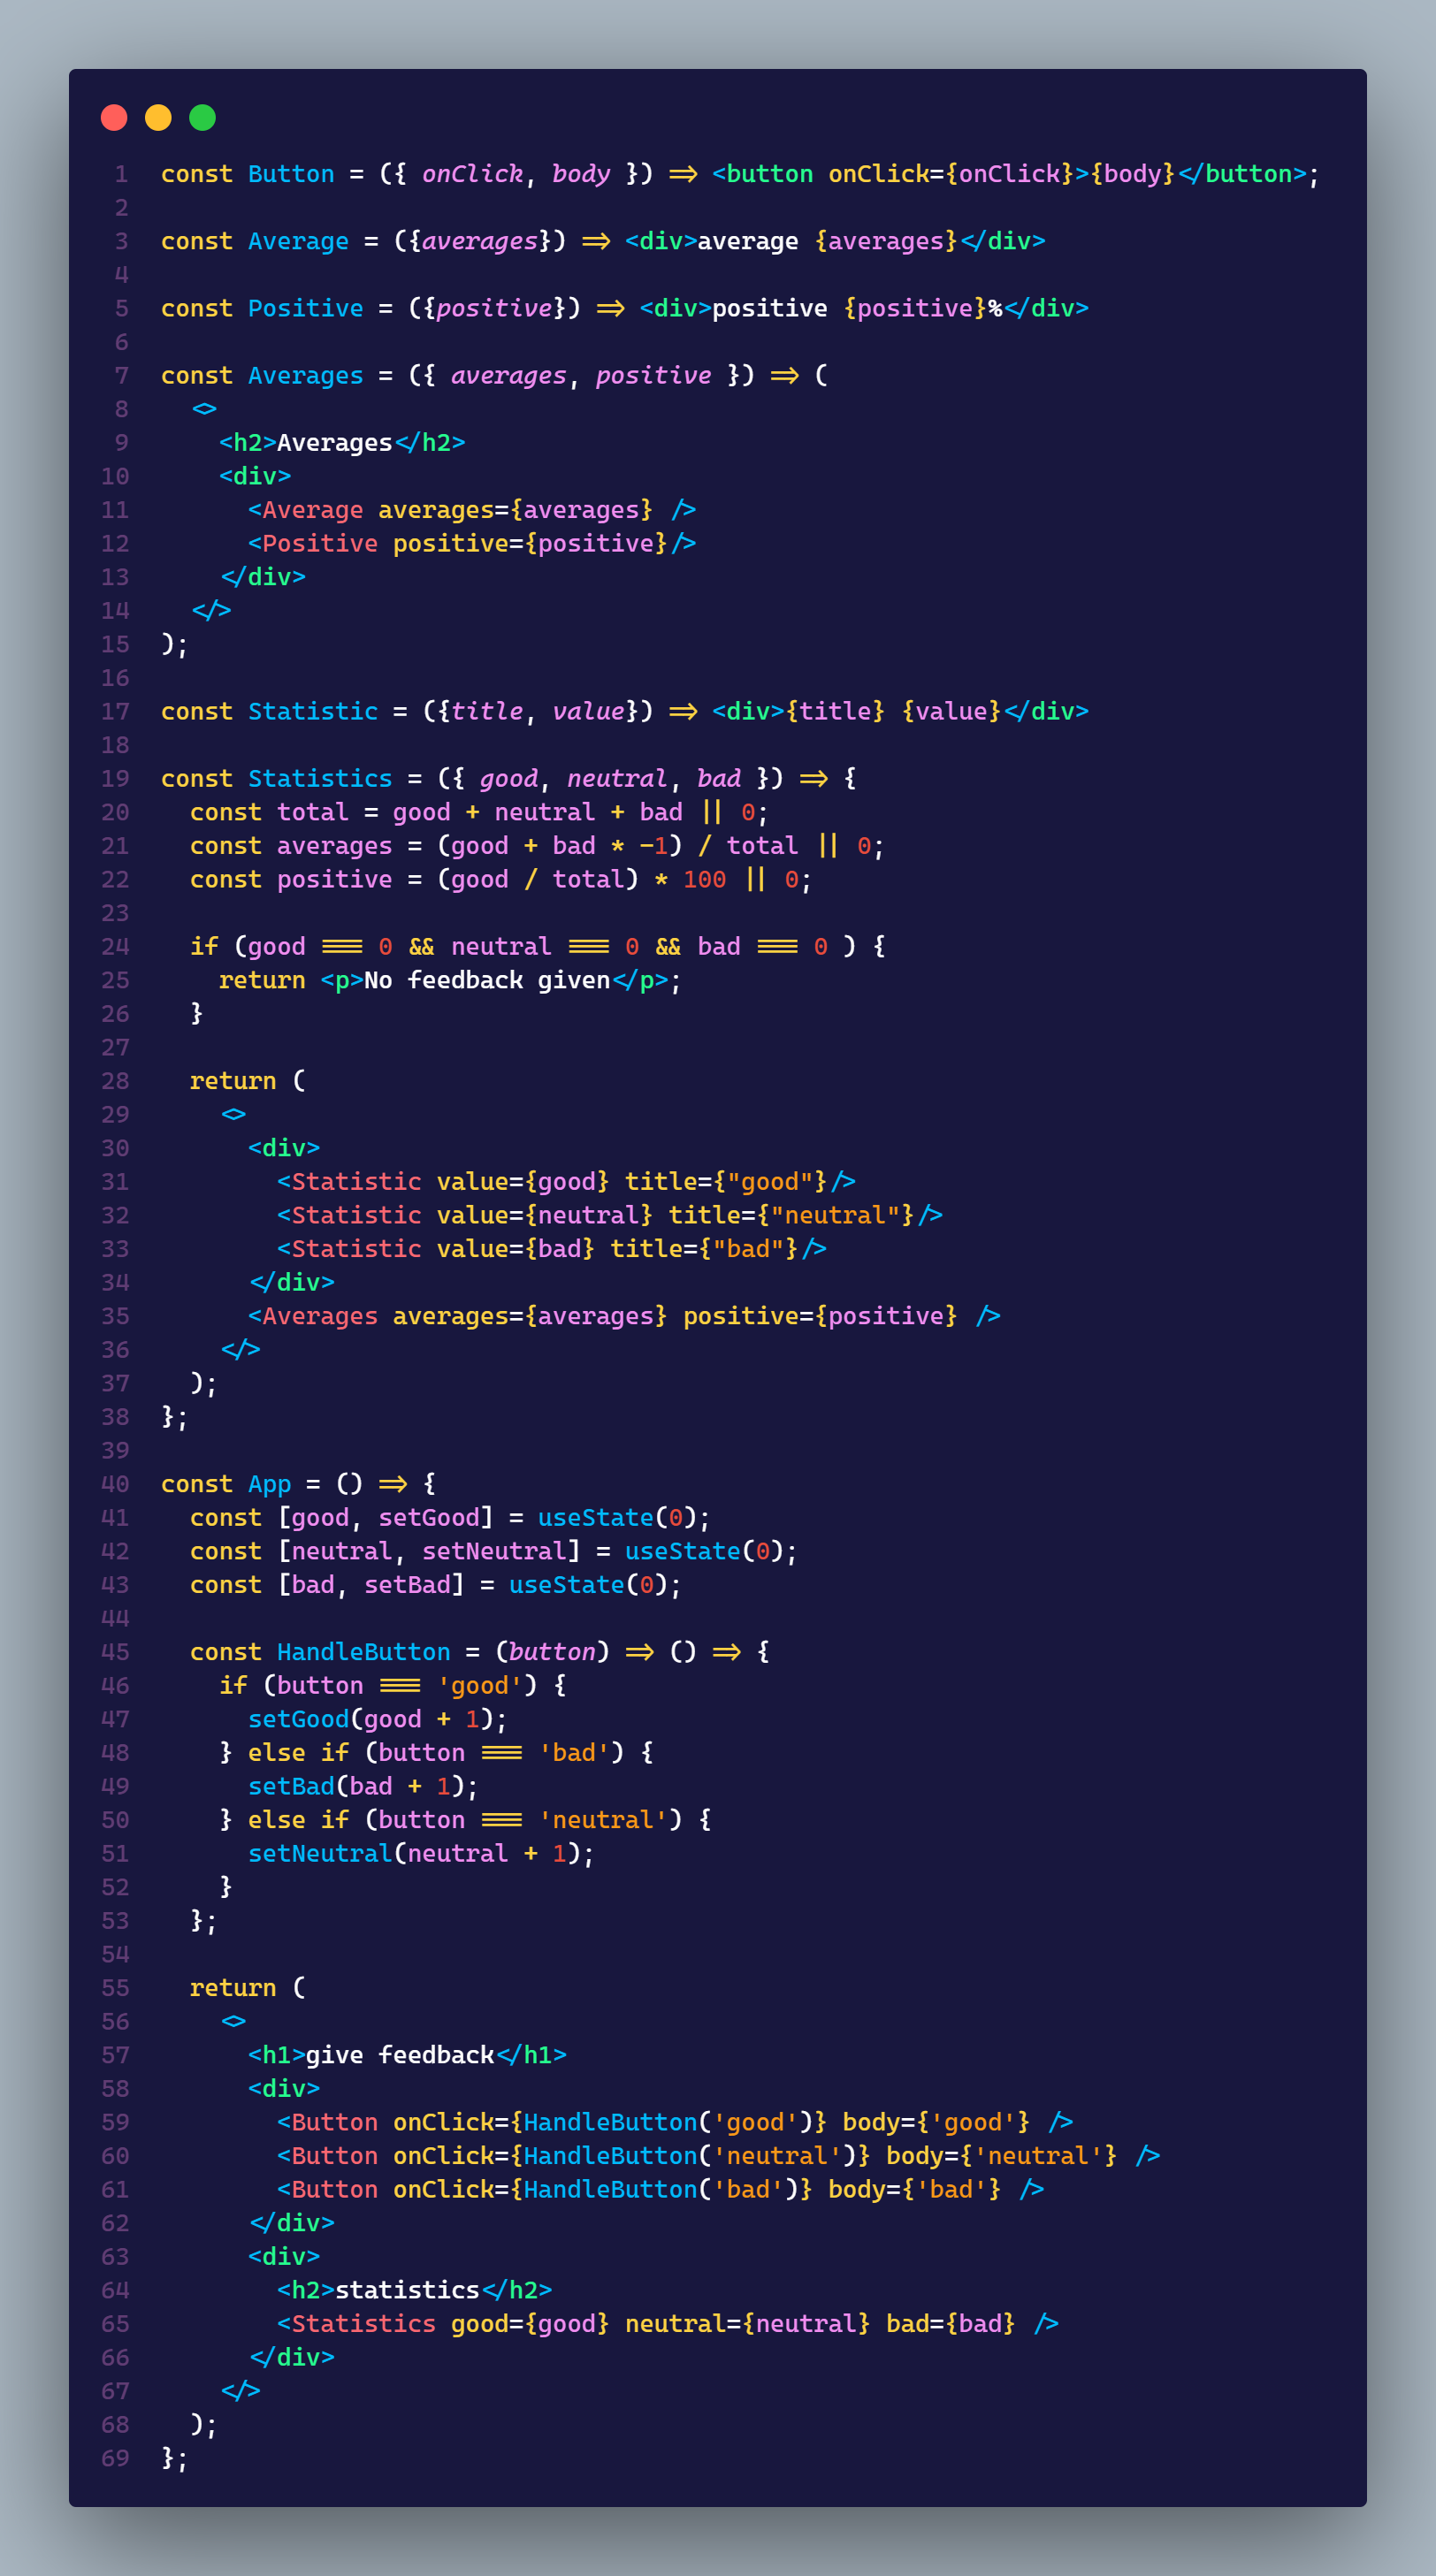 1 const Button = ({ onClick, body }) => <button onClick={onClick}>{body}</button>;
2
3 const Average = ({averages}) => <div>average {averages}</div>
4
5 const Positive = ({positive}) => <div>positive {positive}%</div>
6
7 const Averages = ({ averages, positive }) => (
8   <>
9     <h2>Averages</h2>
10     <div>
11       <Average averages={averages} />
12       <Positive positive={positive}/>
13     </div>
14   </>
15 );
16
17 const Statistic = ({title, value}) => <div>{title} {value}</div>
18
19 const Statistics = ({ good, neutral, bad }) => {
20   const total = good + neutral + bad || 0;
21   const averages = (good + bad * -1) / total || 0;
22   const positive = (good / total) * 100 || 0;
23
24   if (good === 0 && neutral === 0 && bad === 0 ) {
25     return <p>No feedback given</p>;
26   }
27
28   return (
29     <>
30       <div>
31         <Statistic value={good} title={"good"}/>
32         <Statistic value={neutral} title={"neutral"}/>
33         <Statistic value={bad} title={"bad"}/>
34       </div>
35       <Averages averages={averages} positive={positive} />
36     </>
37   );
38 };
39
40 const App = () => {
41   const [good, setGood] = useState(0);
42   const [neutral, setNeutral] = useState(0);
43   const [bad, setBad] = useState(0);
44
45   const HandleButton = (button) => () => {
46     if (button === 'good') {
47       setGood(good + 1);
48     } else if (button === 'bad') {
49       setBad(bad + 1);
50     } else if (button === 'neutral') {
51       setNeutral(neutral + 1);
52     }
53   };
54
55   return (
56     <>
57       <h1>give feedback</h1>
58       <div>
59         <Button onClick={HandleButton('good')} body={'good'} />
60         <Button onClick={HandleButton('neutral')} body={'neutral'} />
61         <Button onClick={HandleButton('bad')} body={'bad'} />
62       </div>
63       <div>
64         <h2>statistics</h2>
65         <Statistics good={good} neutral={neutral} bad={bad} />
66       </div>
67     </>
68   );
69 };